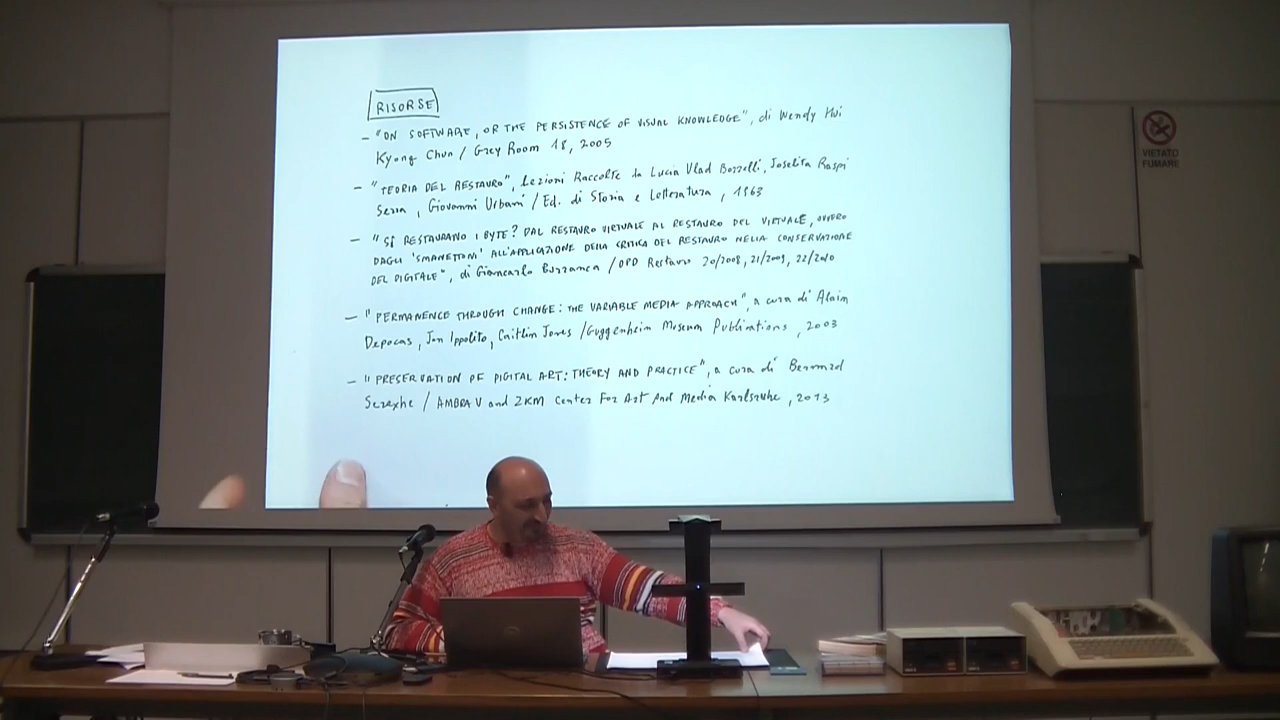 RISORSE
- "ON SOFTWARE, OR THE PERSISTENCE OF VISUAL KNOWLEDGE", di Wendy Hui
Kyong Chun / Grey Room 18, 2005
- "TEORIA DEL RESTAURO", Lezioni Raccolte da Lucia Vlad Borrelli, Joselita Raspi
Serra, Giovanni Urbani / Ed. di Storia e Letteratura, 1963
- "SI RESTAURANO I BYTE? DAL RESTAURO VIRTUALE AL RESTAURO DEL VIRTUALE, OVVERO
DAGLI 'SMANETTONI' ALL'APPLICAZIONE DELLA CRITICA DEL RESTAURO NELLA CONSERVAZIONE
DEL DIGITALE", di Giancarlo Buzzanca / OPD Restauro 20/2008, 21/2009, 22/2010
- "PERMANENCE THROUGH CHANGE: THE VARIABLE MEDIA APPROACH", a cura di Alain
Depocas, Jon Ippolito, Caitlin Jones / Guggenheim Museum Publications, 2003
- "PRESERVATION OF DIGITAL ART: THEORY AND PRACTICE", a cura di Bernard
Serexhe / AMBRA V and ZKM Center For Art And Media Karlsruhe, 2013
VIETATO
FUMARE